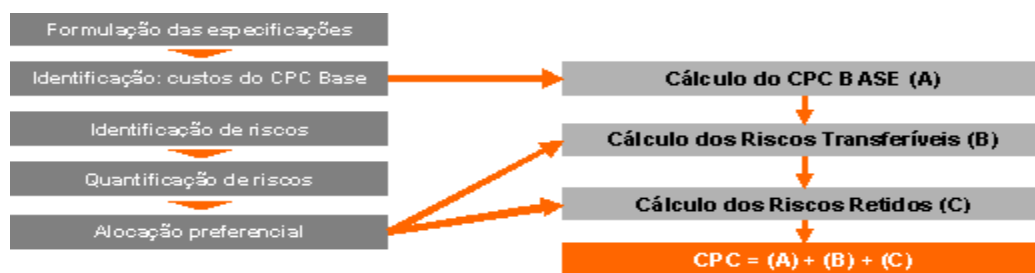 Formulação das especificações
Identificação: custos do CPC Base
Identificação de riscos
Quantificação de riscos
Alocação preferencial
Cálculo do CPC BASE (A)
Cálculo dos Riscos Transferíveis (B)
Cálculo dos Riscos Retidos (C)
CPC = (A) + (B) + (C)